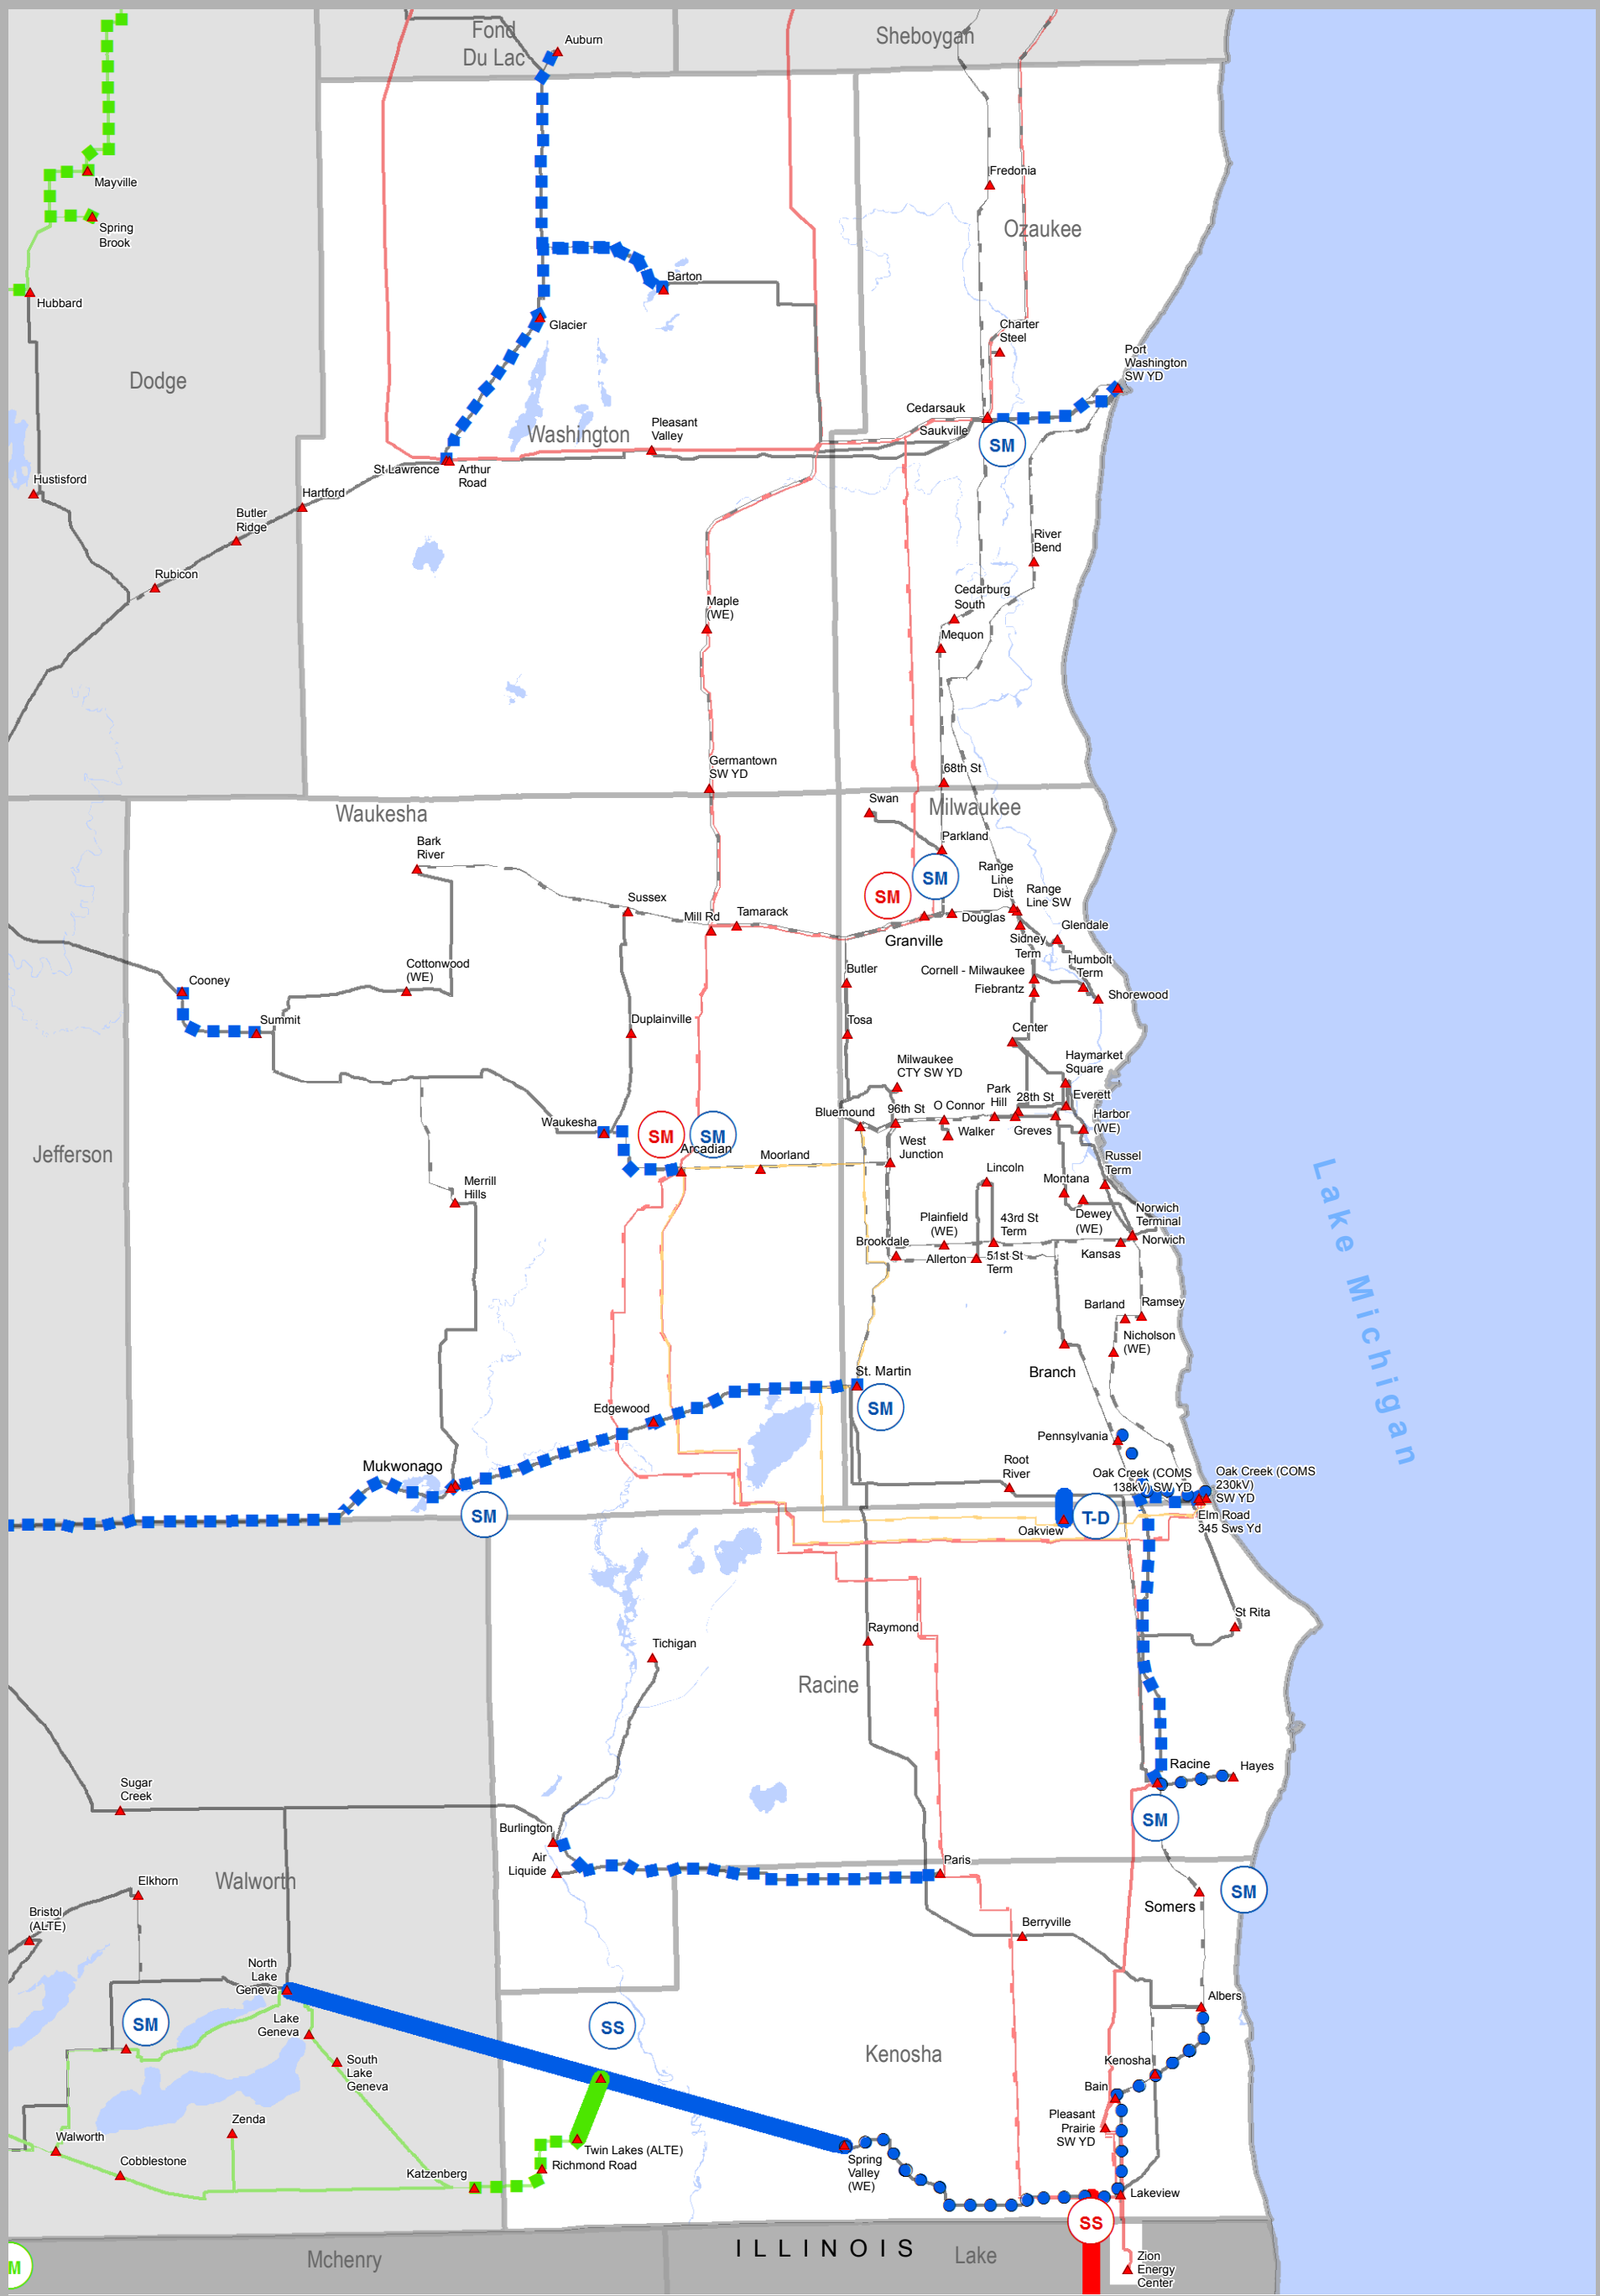 Fond
Du Lac
Auburn
Sheboygan
Mayville
Spring
Brook
Fredonia
Ozaukee
Barton
Hubbard
Glacier
Charter
Steel
Port
Washington
SW YD
Dodge
Cedarsauk
Saukville
SM
Pleasant
Valley
Washington
St Lawrence
Arthur
Road
Hustisford
Hartford
Butler
Ridge
River
Bend
Rubicon
Cedarburg
South
Maple
(WE)
Mequon
Germantown
SW YD
68th St
Swan
Milwaukee
Waukesha
Parkland
Bark
River
SM
SM
Range
Line
Dist
Range
Line SW
Sussex
Mill Rd
Tamarack
Douglas
Granville
Sidney
Term
Glendale
Humbolt
Term
Cottonwood
(WE)
Butler
Cornell - Milwaukee
Fiebrantz
Shorewood
Cooney
Summit
Duplainville
Tosa
Center
Milwaukee
CTY SW YD
Haymarket
Square
Park
Hill
28th St
Everett
Bluemound
96th St
O Connor
Harbor
(WE)
Waukesha
SM
SM
Walker
Greves
Jefferson
Arcadian
Moorland
West
Junction
Russel
Term
Lincoln
Montana
Merrill
Hills
Dewey
(WE)
Norwich
Terminal
Norwich
Plainfield
(WE)
43rd St
Term
Brookdale
Kansas
Allerton
51st St
Term
Lake Michigan
Barland
Ramsey
Nicholson
(WE)
Branch
St. Martin
SM
Edgewood
Pennsylvania
Mukwonago
Root
River
Oak Creek (COMS
138kV) SW YD
Oak Creek (COMS
230kV)
SW YD
SM
T-D
Oakview
Elm Road
345 Sws Yd
St Rita
Raymond
Tichigan
Racine
Racine
Hayes
Sugar
Creek
SM
Burlington
Air
Liquide
Paris
Walworth
Elkhorn
SM
Somers
Bristol
(ALTE)
Berryville
North
Lake
Geneva
Albers
SM
Lake
Geneva
SS
Kenosha
South
Lake
Geneva
Kenosha
Bain
Zenda
Pleasant
Prairie
SW YD
Walworth
Twin Lakes (ALTE)
Cobblestone
Richmond Road
Katzenberg
Spring
Valley
(WE)
Lakeview
SS
ILLINOIS
Mchenry
Lake
Zion
Energy
Center
M